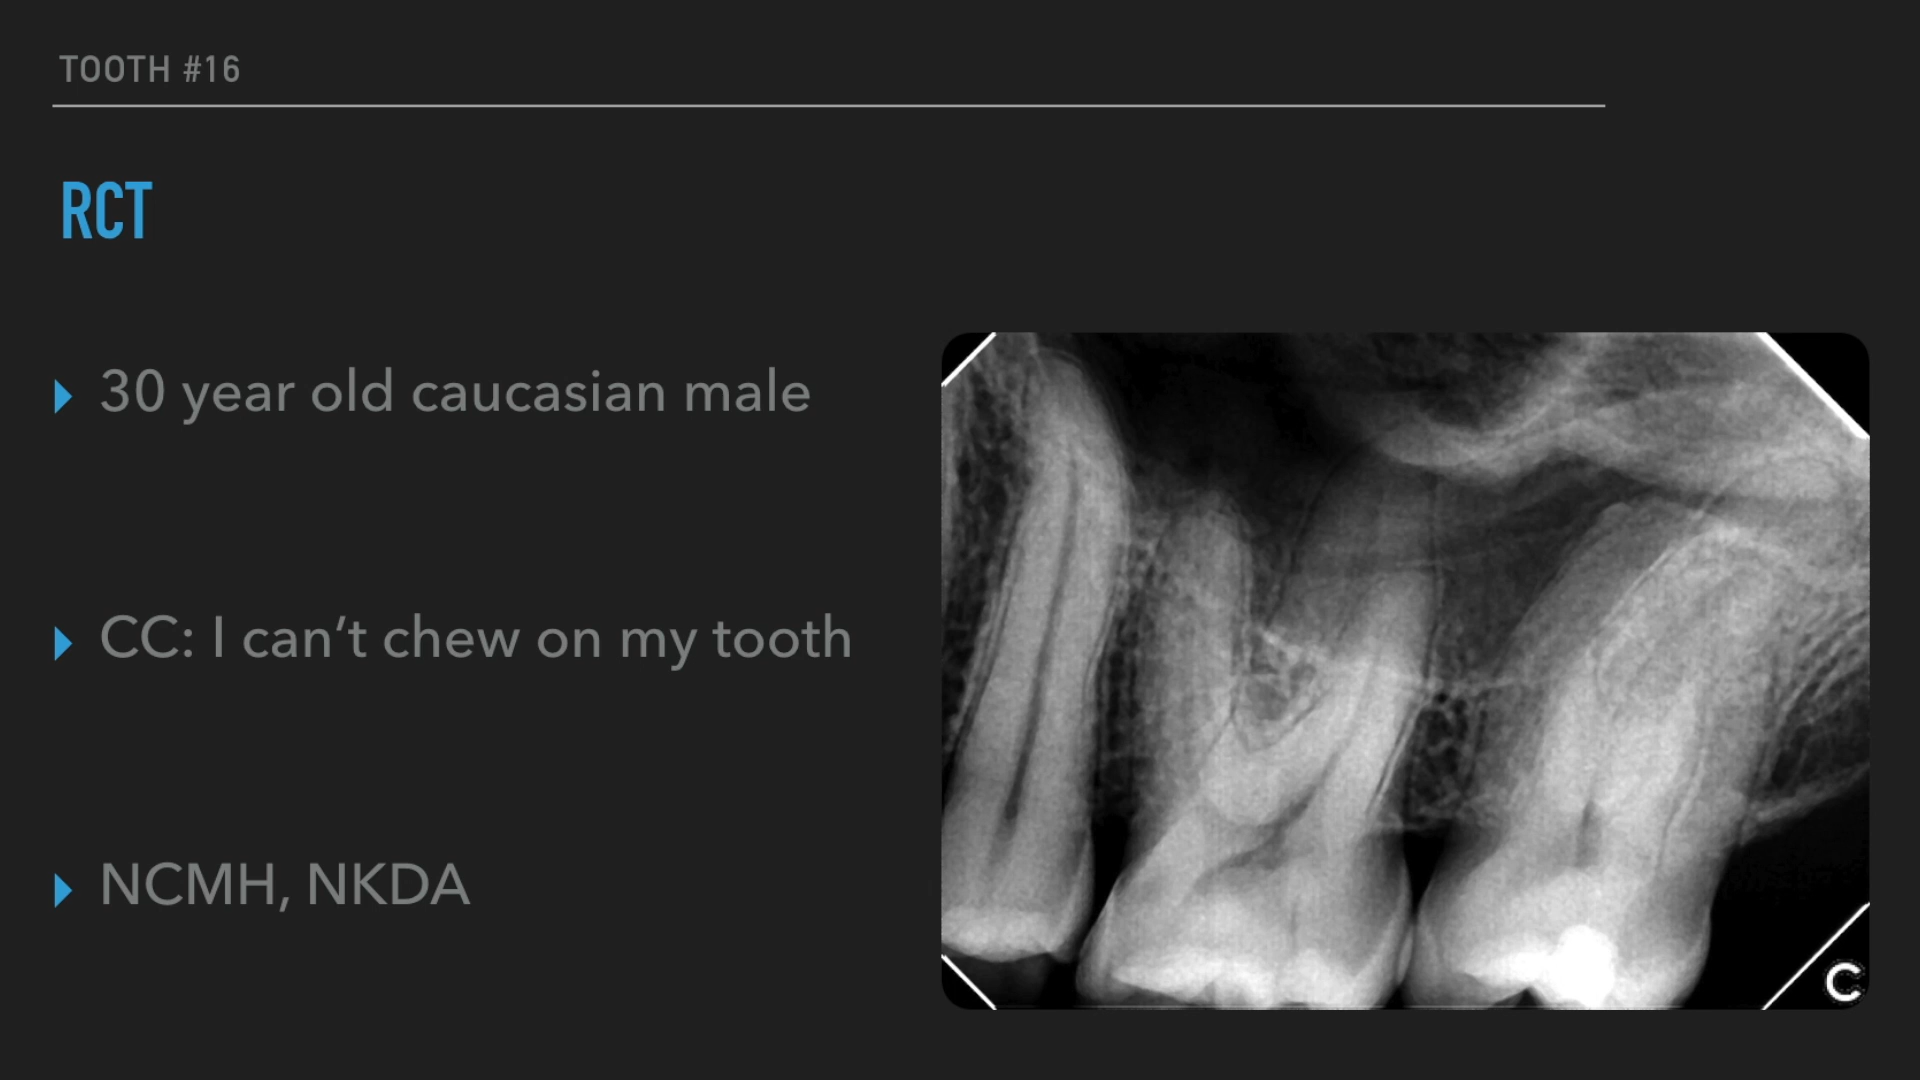 TOOTH #16
RCT
30 year old caucasian male
CC: I can’t chew on my tooth
NCMH, NKDA
C